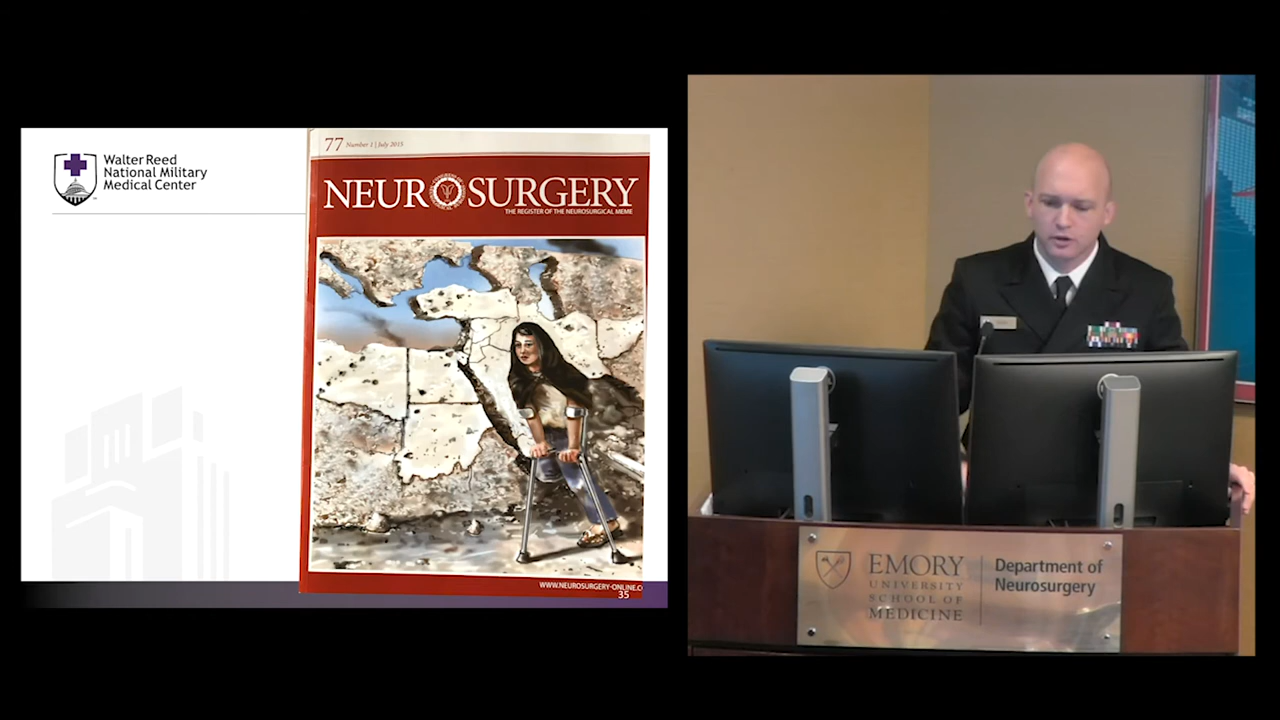 Walter Reed
National Military
Medical Center
77 Number 1 | July 2015
NEUROSURGERY
THE REGISTER OF THE NEUROSURGICAL MEME
WWW.NEUROSURGERY-ONLINE.C
35
EMORY
UNIVERSITY
SCHOOL OF
MEDICINE
Department of
Neurosurgery